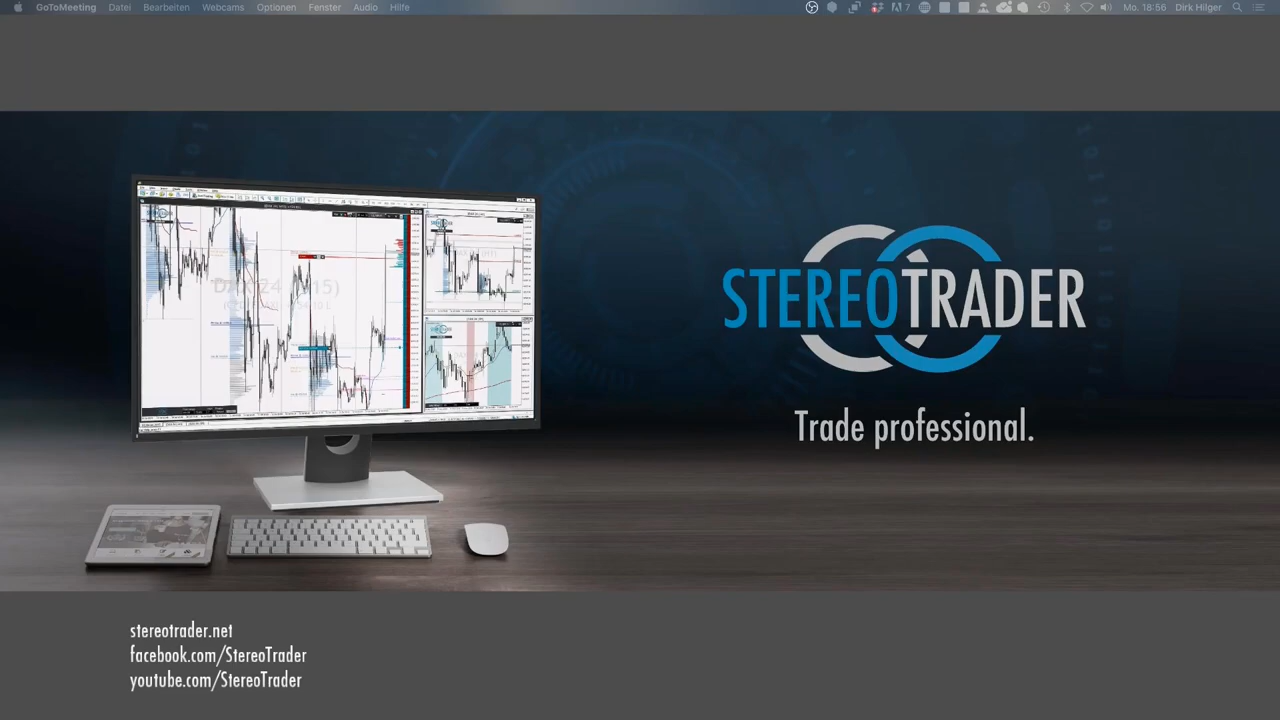 GoToMeeting Datei Bearbeiten Webcams Optionen Fenster Audio Hilfe 7 Mo. 18:56 Dirk Hilger
STEREOTRADER
Trade professional.
stereotrader.net
facebook.com/StereoTrader
youtube.com/StereoTrader